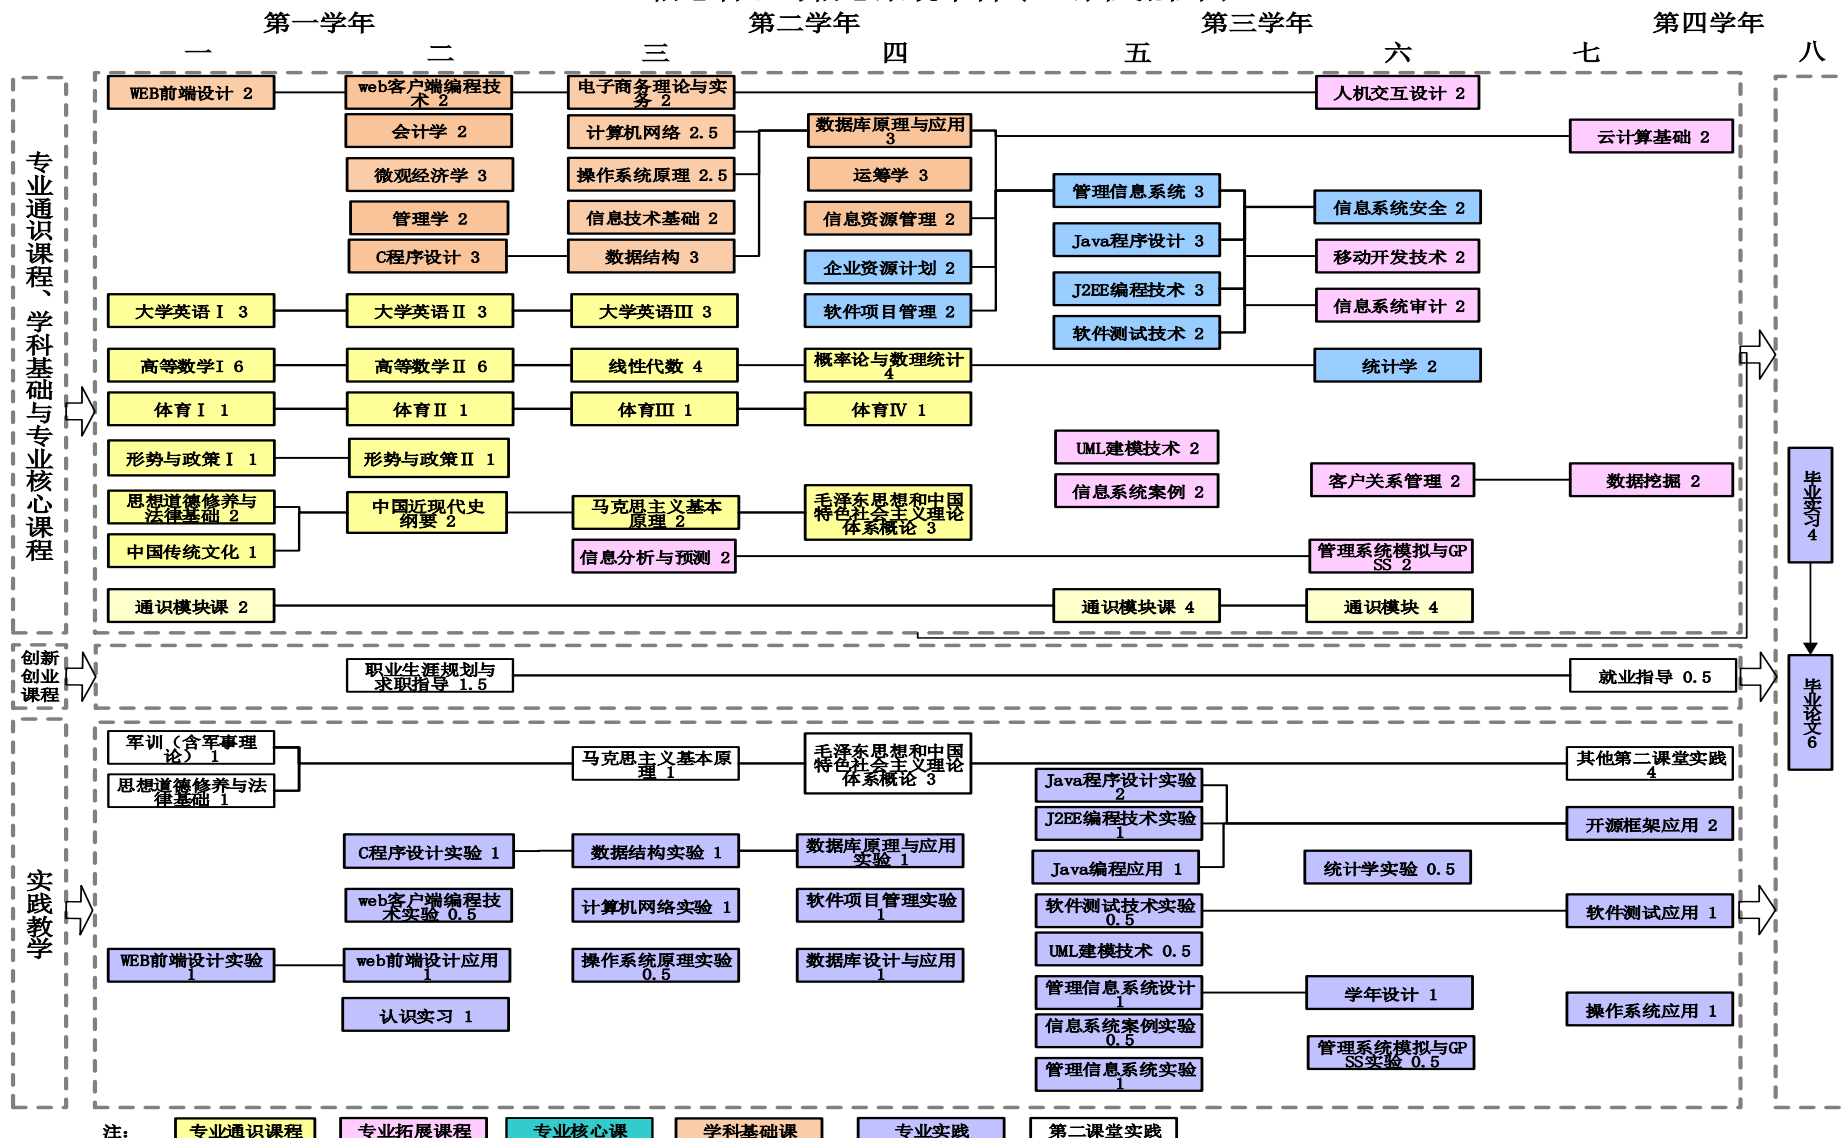 第一学年
第二学年
第三学年
第四学年
一
二
三
四
五
六
七
八
专业通识课程、学科基础与专业核心课程
WEB前端设计 2
web客户端编程技
术 2
电子商务理论与实
务 2
人机交互设计 2
会计学 2
计算机网络 2.5
数据库原理与应用
3
云计算基础 2
微观经济学 3
操作系统原理 2.5
运筹学 3
管理信息系统 3
管理学 2
信息技术基础 2
信息资源管理 2
信息系统安全 2
C程序设计 3
数据结构 3
企业资源计划 2
Java程序设计 3
移动开发技术 2
J2EE编程技术 3
大学英语Ⅰ 3
大学英语Ⅱ 3
大学英语Ⅲ 3
软件项目管理 2
软件测试技术 2
信息系统审计 2
高等数学I 6
高等数学Ⅱ 6
线性代数 4
概率论与数理统计
4
统计学 2
体育Ⅰ 1
体育Ⅱ 1
体育Ⅲ 1
体育Ⅳ 1
形势与政策Ⅰ 1
形势与政策Ⅱ 1
UML建模技术 2
思想道德修养与
法律基础 2
中国近现代史
纲要 2
马克思主义基本
原理 2
毛泽东思想和中国
特色社会主义理论
体系概论 3
信息系统案例 2
客户关系管理 2
数据挖掘 2
中国传统文化 1
信息分析与预测 2
管理系统模拟与GP
SS 2
通识模块课 2
通识模块课 4
通识模块 4
毕业实习4
创新
创业
课程
职业生涯规划与
求职指导 1.5
就业指导 0.5
毕业论文6
实践教学
军训（含军事理
论） 1
思想道德修养与法
律基础 1
马克思主义基本原
理 1
毛泽东思想和中国
特色社会主义理论
体系概论 3
其他第二课堂实践
4
Java程序设计实验
2
J2EE编程技术实验
1
开源框架应用 2
C程序设计实验 1
数据结构实验 1
数据库原理与应用
实验 1
Java编程应用 1
统计学实验 0.5
web客户端编程技
术实验 0.5
计算机网络实验 1
软件项目管理实验
1
软件测试技术实验
0.5
软件测试应用 1
WEB前端设计实验
1
web前端设计应用
1
操作系统原理实验
0.5
数据库设计与应用
1
UML建模技术 0.5
管理信息系统设计
1
学年设计 1
操作系统应用 1
认识实习 1
信息系统案例实验
0.5
管理系统模拟与GP
SS实验 0.5
管理信息系统实验
1
注：
专业通识课程
专业拓展课程
专业核心课
学科基础课
专业实践
第二课堂实践